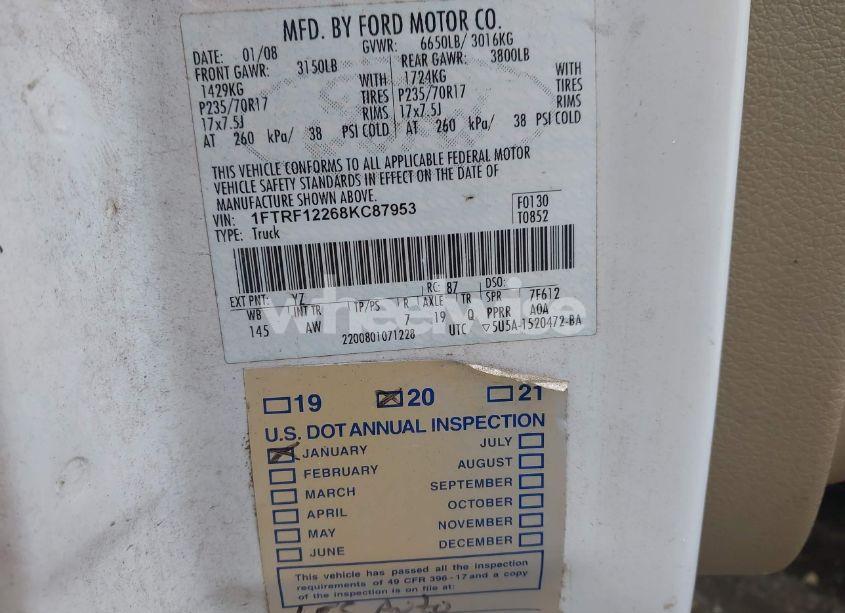 MFD. BY FORD MOTOR CO.
DATE: 01/08 GVWR: 6650LB/ 3016KG
FRONT GAWR: 3150LB REAR GAWR: 3800LB
1429KG WITH 1724KG WITH
P235/70R17 TIRES P235/70R17 TIRES
17x7.5J RIMS 17x7.5J RIMS
AT 260 kPa/ 38 PSI COLD AT 260 kPa/ 38 PSI COLD
THIS VEHICLE CONFORMS TO ALL APPLICABLE FEDERAL MOTOR
VEHICLE SAFETY STANDARDS IN EFFECT ON THE DATE OF
MANUFACTURE SHOWN ABOVE.
VIN: 1FTRF12268KC87953 F0130
TYPE: Truck T0852
EXT PNT: YZ RC: 87 DSO:
WB INT TR TP/PS R AXLE TR SPR 7F612
145 AW 7 19 Q PPRR A0A
2200801071228 UTC ▽5U5A-1520472-BA
wheelwise
19 20 21
U.S. DOT ANNUAL INSPECTION
JANUARY JULY
FEBRUARY AUGUST
MARCH SEPTEMBER
APRIL OCTOBER
MAY NOVEMBER
JUNE DECEMBER
This vehicle has passed all the inspection
requirements of 49 CFR 396-17 and a copy
of the inspection is on file at:
Auto